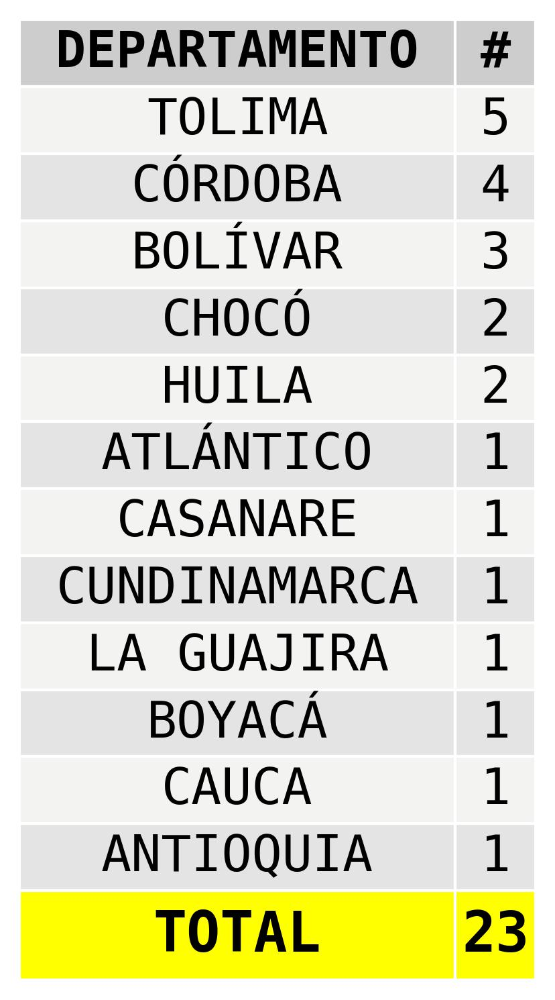 DEPARTAMENTO #
TOLIMA 5
CÓRDOBA 4
BOLÍVAR 3
CHOCÓ 2
HUILA 2
ATLÁNTICO 1
CASANARE 1
CUNDINAMARCA 1
LA GUAJIRA 1
BOYACÁ 1
CAUCA 1
ANTIOQUIA 1
TOTAL 23